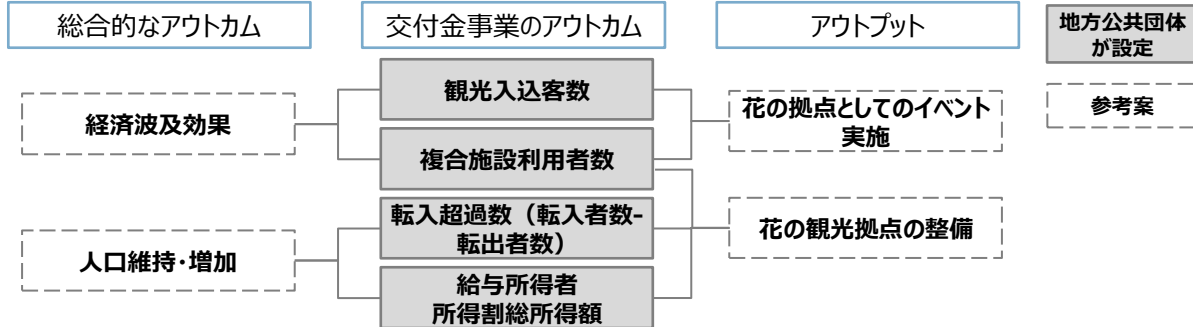 総合的なアウトカム
交付金事業のアウトカム
アウトプット
地方公共団体
が設定
観光入込客数
経済波及効果
花の拠点としてのイベント
実施
参考案
複合施設利用者数
転入超過数（転入者数-
転出者数）
花の観光拠点の整備
人口維持・増加
給与所得者
所得割総所得額